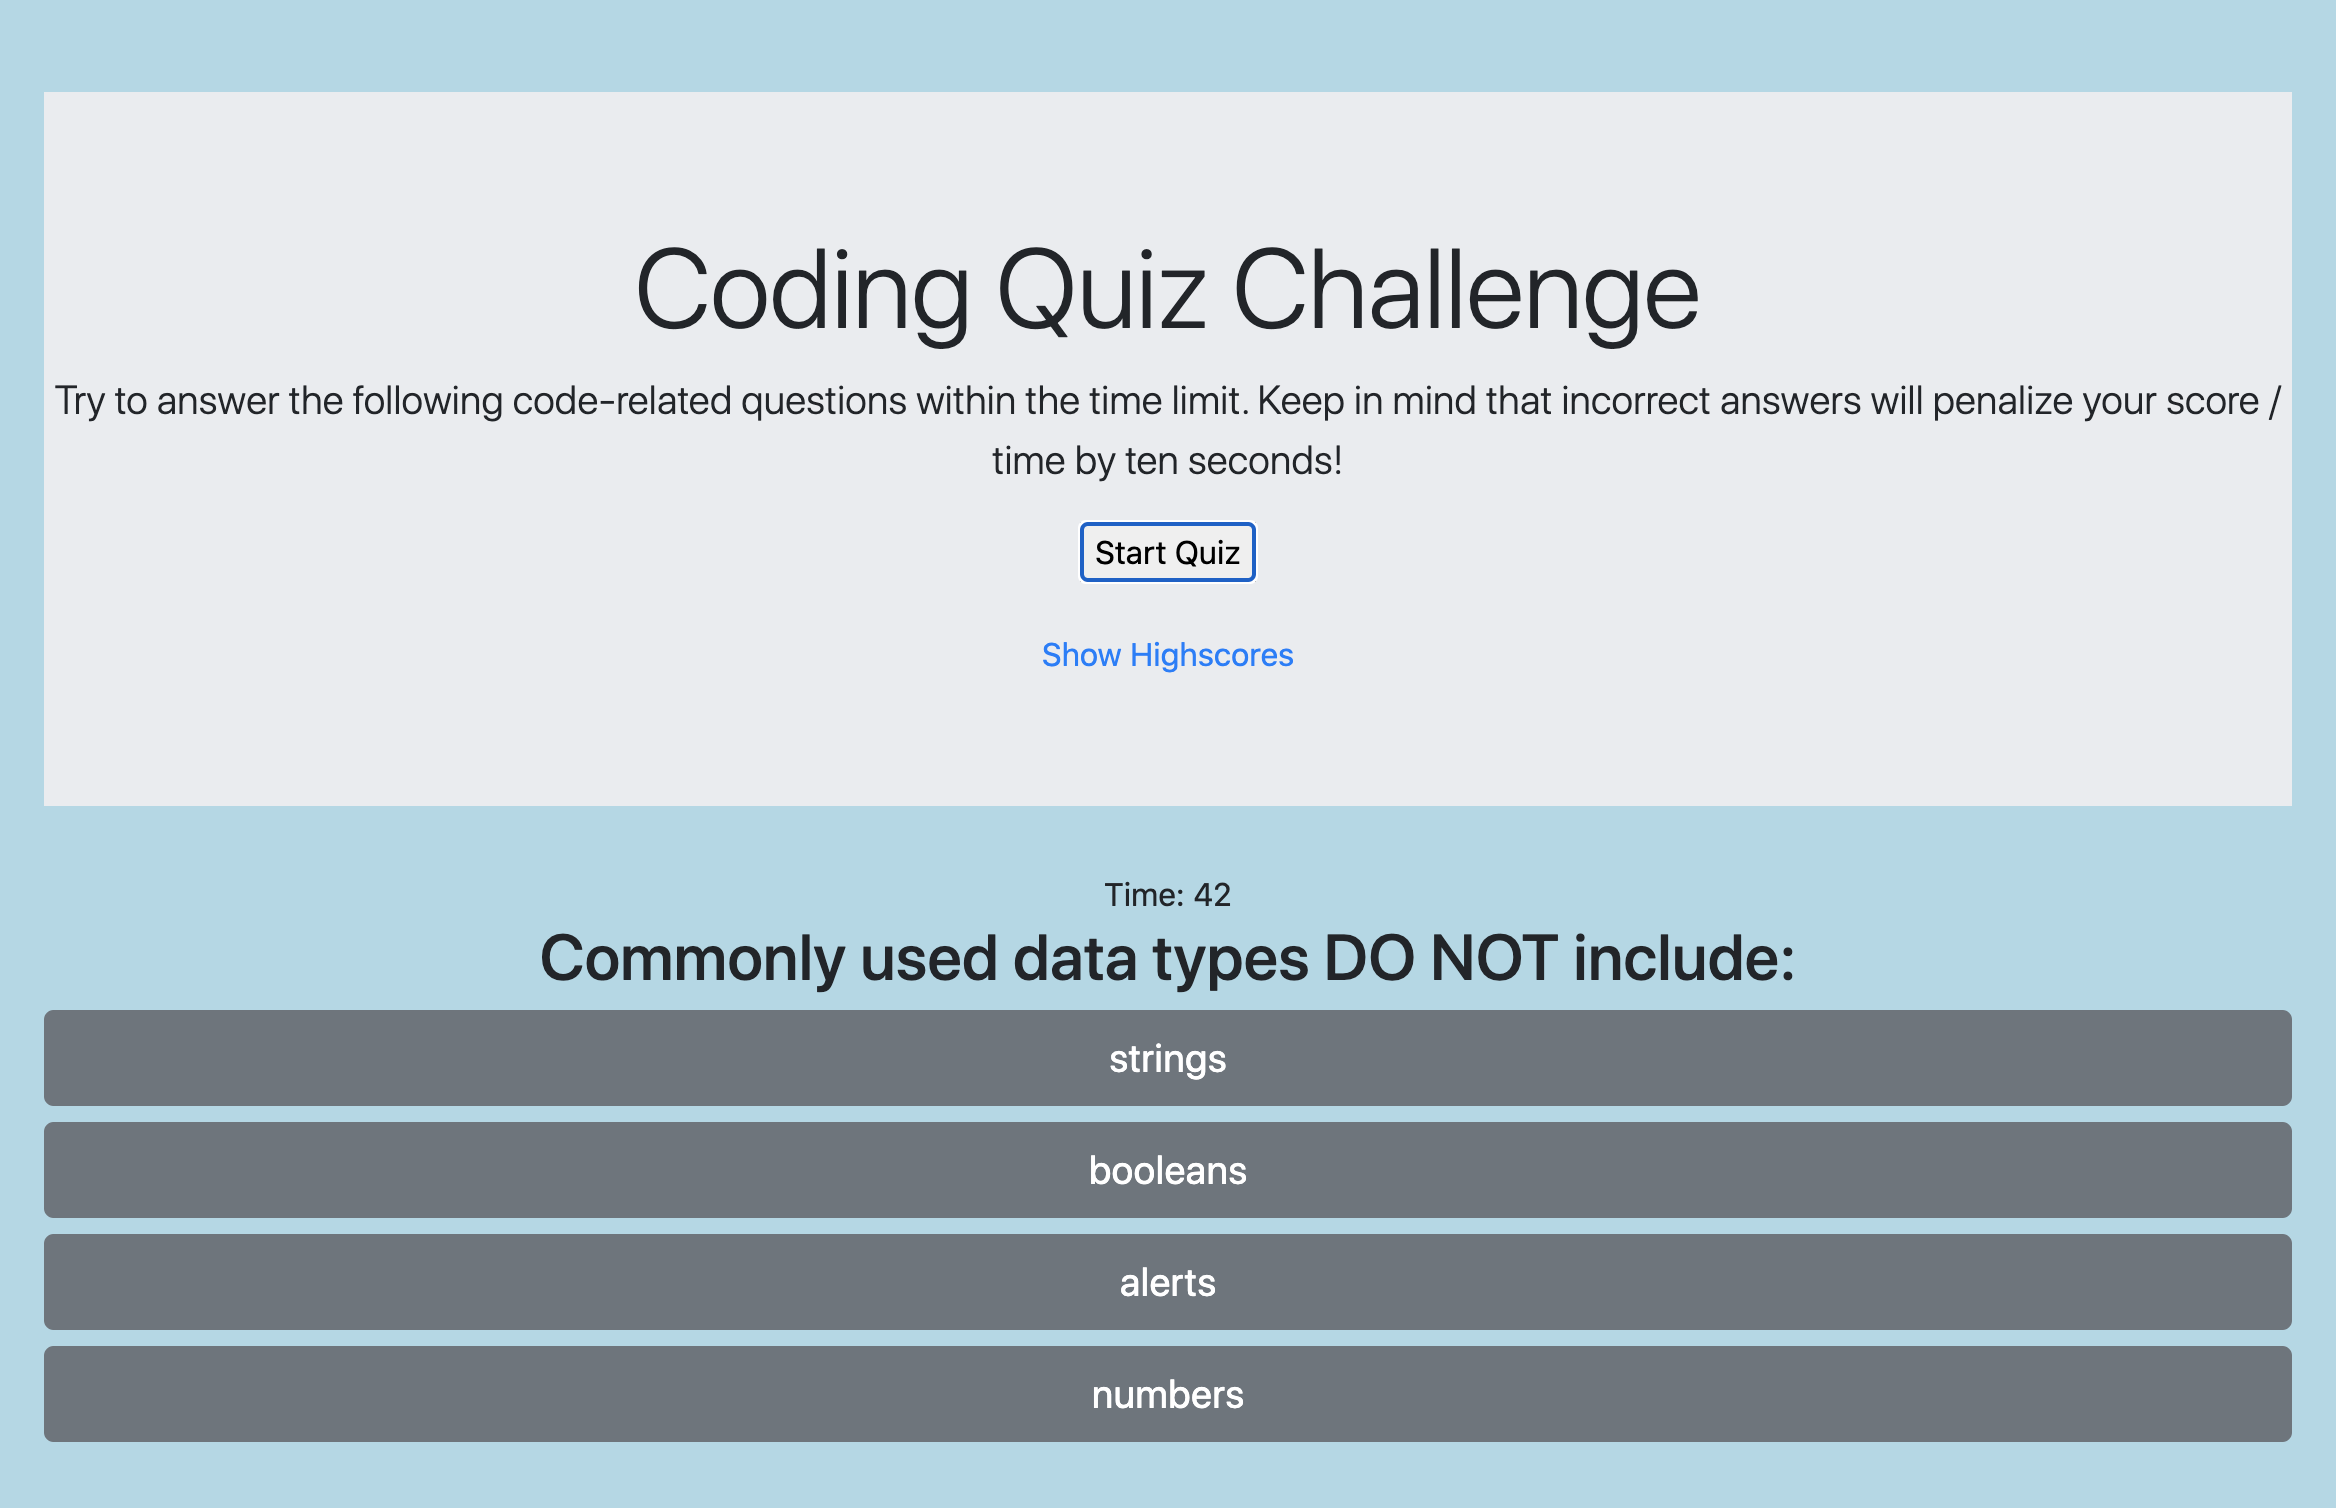 Coding Quiz Challenge
Try to answer the following code-related questions within the time limit. Keep in mind that incorrect answers will penalize your score /
time by ten seconds!
Start Quiz
Show Highscores
Time: 42
Commonly used data types DO NOT include:
strings
booleans
alerts
numbers